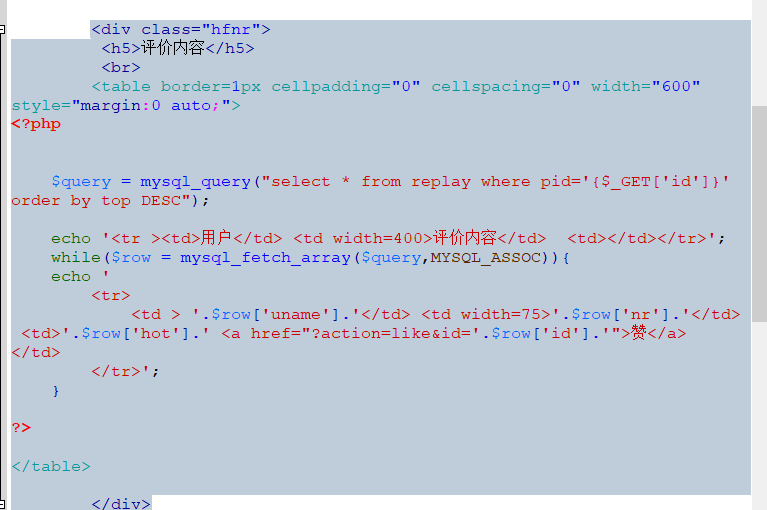 <div class="hfnr">
<h5>评价内容</h5>
<br>
<table border=1px cellpadding="0" cellspacing="0" width="600"
style="margin:0 auto;">
<?php
$query = mysql_query("select * from replay where pid='{$_GET['id']}'
order by top DESC");
echo '<tr ><td>用户</td> <td width=400>评价内容</td>  <td></td></tr>';
while($row = mysql_fetch_array($query,MYSQL_ASSOC)){
echo '
<tr>
<td > '.$row['uname'].'</td> <td width=75>'.$row['nr'].'</td>
<td>'.$row['hot'].' <a href="?action=like&id='.$row['id'].'">赞</a>
</td>
</tr>';
}
?>
</table>
</div>